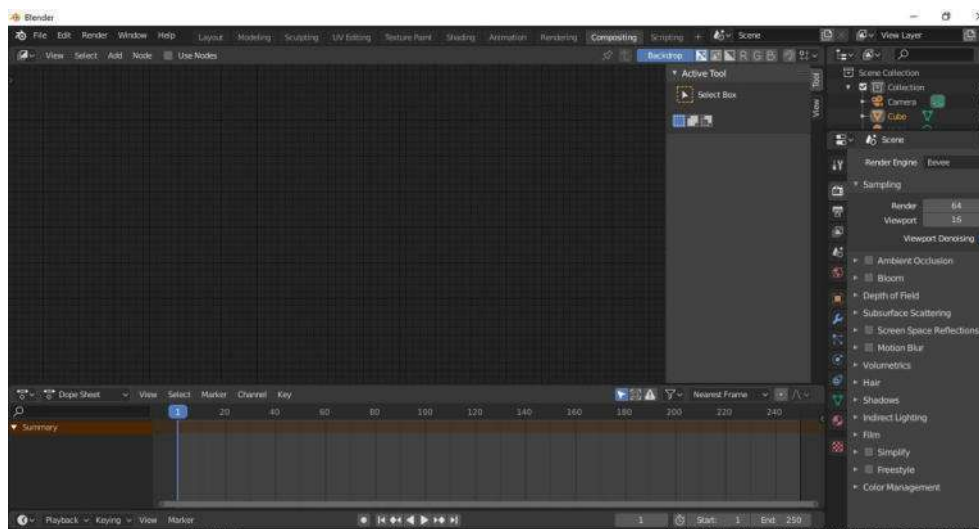 Blender
File Edit Render Window Help Layout Modeling Sculpting UV Editing Texture Paint Shading Animation Rendering Compositing Scripting + Scene View Layer
View Select Add Node Use Nodes Backdrop R G B
Active Tool
Select Box
Tool
View
Scene Collection
Collection
Camera
Cube
Scene
Render Engine Eevee
Sampling
Render 64
Viewport 16
Viewport Denoising
Ambient Occlusion
Bloom
Depth of Field
Subsurface Scattering
Screen Space Reflections
Motion Blur
Volumetrics
Hair
Shadows
Indirect Lighting
Film
Simplify
Freestyle
Color Management
Dope Sheet View Select Marker Channel Key Nearest Frame
1 20 40 60 80 100 120 140 160 180 200 220 240
Summary
Playback Keying View Marker 1 Start 1 End 250